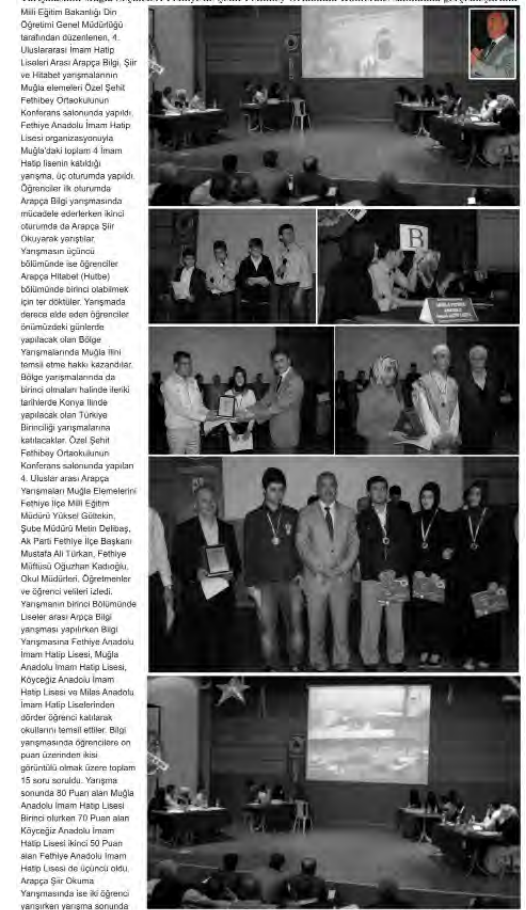 Milli Eğitim Bakanlığı Din
Öğretimi Genel Müdürlüğü
tarafından düzenlenen, 4.
Uluslararası İmam Hatip
Liseleri Arası Arapça Bilgi, Şiir
ve Hitabet yarışmalarının
Muğla elemeleri Özel Şehit
Fethibey Ortaokulunun
Konferans salonunda yapıldı.
Fethiye Anadolu İmam Hatip
Lisesi organizasyonuyla
Muğla'daki toplam 4 İmam
Hatip lisenin katıldığı
yarışma, üç oturumda yapıldı.
Öğrenciler ilk oturumda
Arapça Bilgi yarışmasında
mücadele ederlerken ikinci
oturumda da Arapça Şiir
Okuyarak yarıştılar.
Yarışmasın üçüncü
bölümünde ise öğrenciler
Arapça Hitabet (Hutbe)
bölümünde birinci olabilmek
için ter döktüler. Yarışmada
derece elde eden öğrenciler
önümüzdeki günlerde
yapılacak olan Bölge
Yarışmalarında Muğla İlini
temsil etme hakkı kazandılar.
Bölge yarışmalarında da
birinci olmaları halinde ileriki
tarihlerde Konya İlinde
yapılacak olan Türkiye
Birinciliği yarışmalarına
katılacaklar. Özel Şehit
Fethibey Ortaokulunun
Konferans salonunda yapılan
4. Uluslar arası Arapça
Yarışmaları Muğla Elemelerini
Fethiye İlçe Milli Eğitim
Müdürü Yüksel Gültekin,
Şube Müdürü Metin Delibaş,
Ak Parti Fethiye İlçe Başkanı
Mustafa Ali Türkan, Fethiye
Müftüsü Oğuzhan Kadıoğlu,
Okul Müdürleri, Öğretmenler
ve öğrenci velileri izledi.
Yarışmanın birinci Bölümünde
Liseler arası Arpça Bilgi
yarışması yapılırken Bilgi
Yarışmasına Fethiye Anadolu
İmam Hatip Lisesi, Muğla
Anadolu İmam Hatip Lisesi,
Köyceğiz Anadolu İmam
Hatip Lisesi ve Milas Anadolu
İmam Hatip Liselerinden
dörder öğrenci katılarak
okullarını temsil ettiler. Bilgi
yarışmasında öğrencilere on
puan üzerinden ikisi
görüntülü olmak üzere toplam
15 soru soruldu. Yarışma
sonunda 80 Puan alan Muğla
Anadolu İmam Hatip Lisesi
Birinci olurken 70 Puan alan
Köyceğiz Anadolu İmam
Hatip Lisesi ikinci 50 Puan
alan Fethiye Anadolu İmam
Hatip Lisesi de üçüncü oldu.
Arapça Şiir Okuma
Yarışmasında ise iki öğrenci
yarışırken yarışma sonunda
B